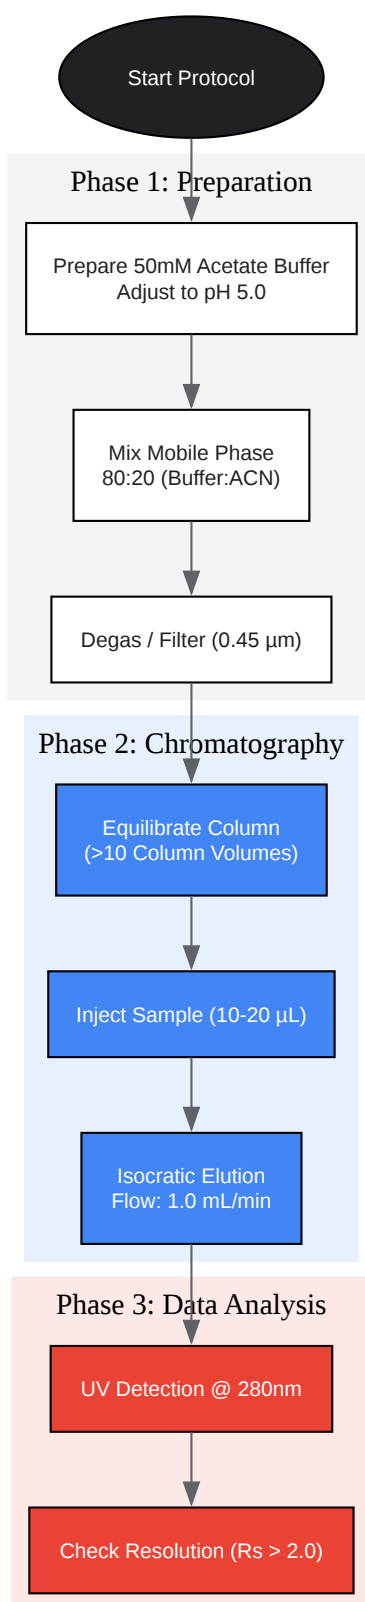 Start Protocol
Phase 1: Preparation
Prepare 50mM Acetate Buffer
Adjust to pH 5.0
Mix Mobile Phase
80:20 (Buffer:ACN)
Degas / Filter (0.45 µm)
Phase 2: Chromatography
Equilibrate Column
(>10 Column Volumes)
Inject Sample (10-20 µL)
Isocratic Elution
Flow: 1.0 mL/min
Phase 3: Data Analysis
UV Detection @ 280nm
Check Resolution (Rs > 2.0)